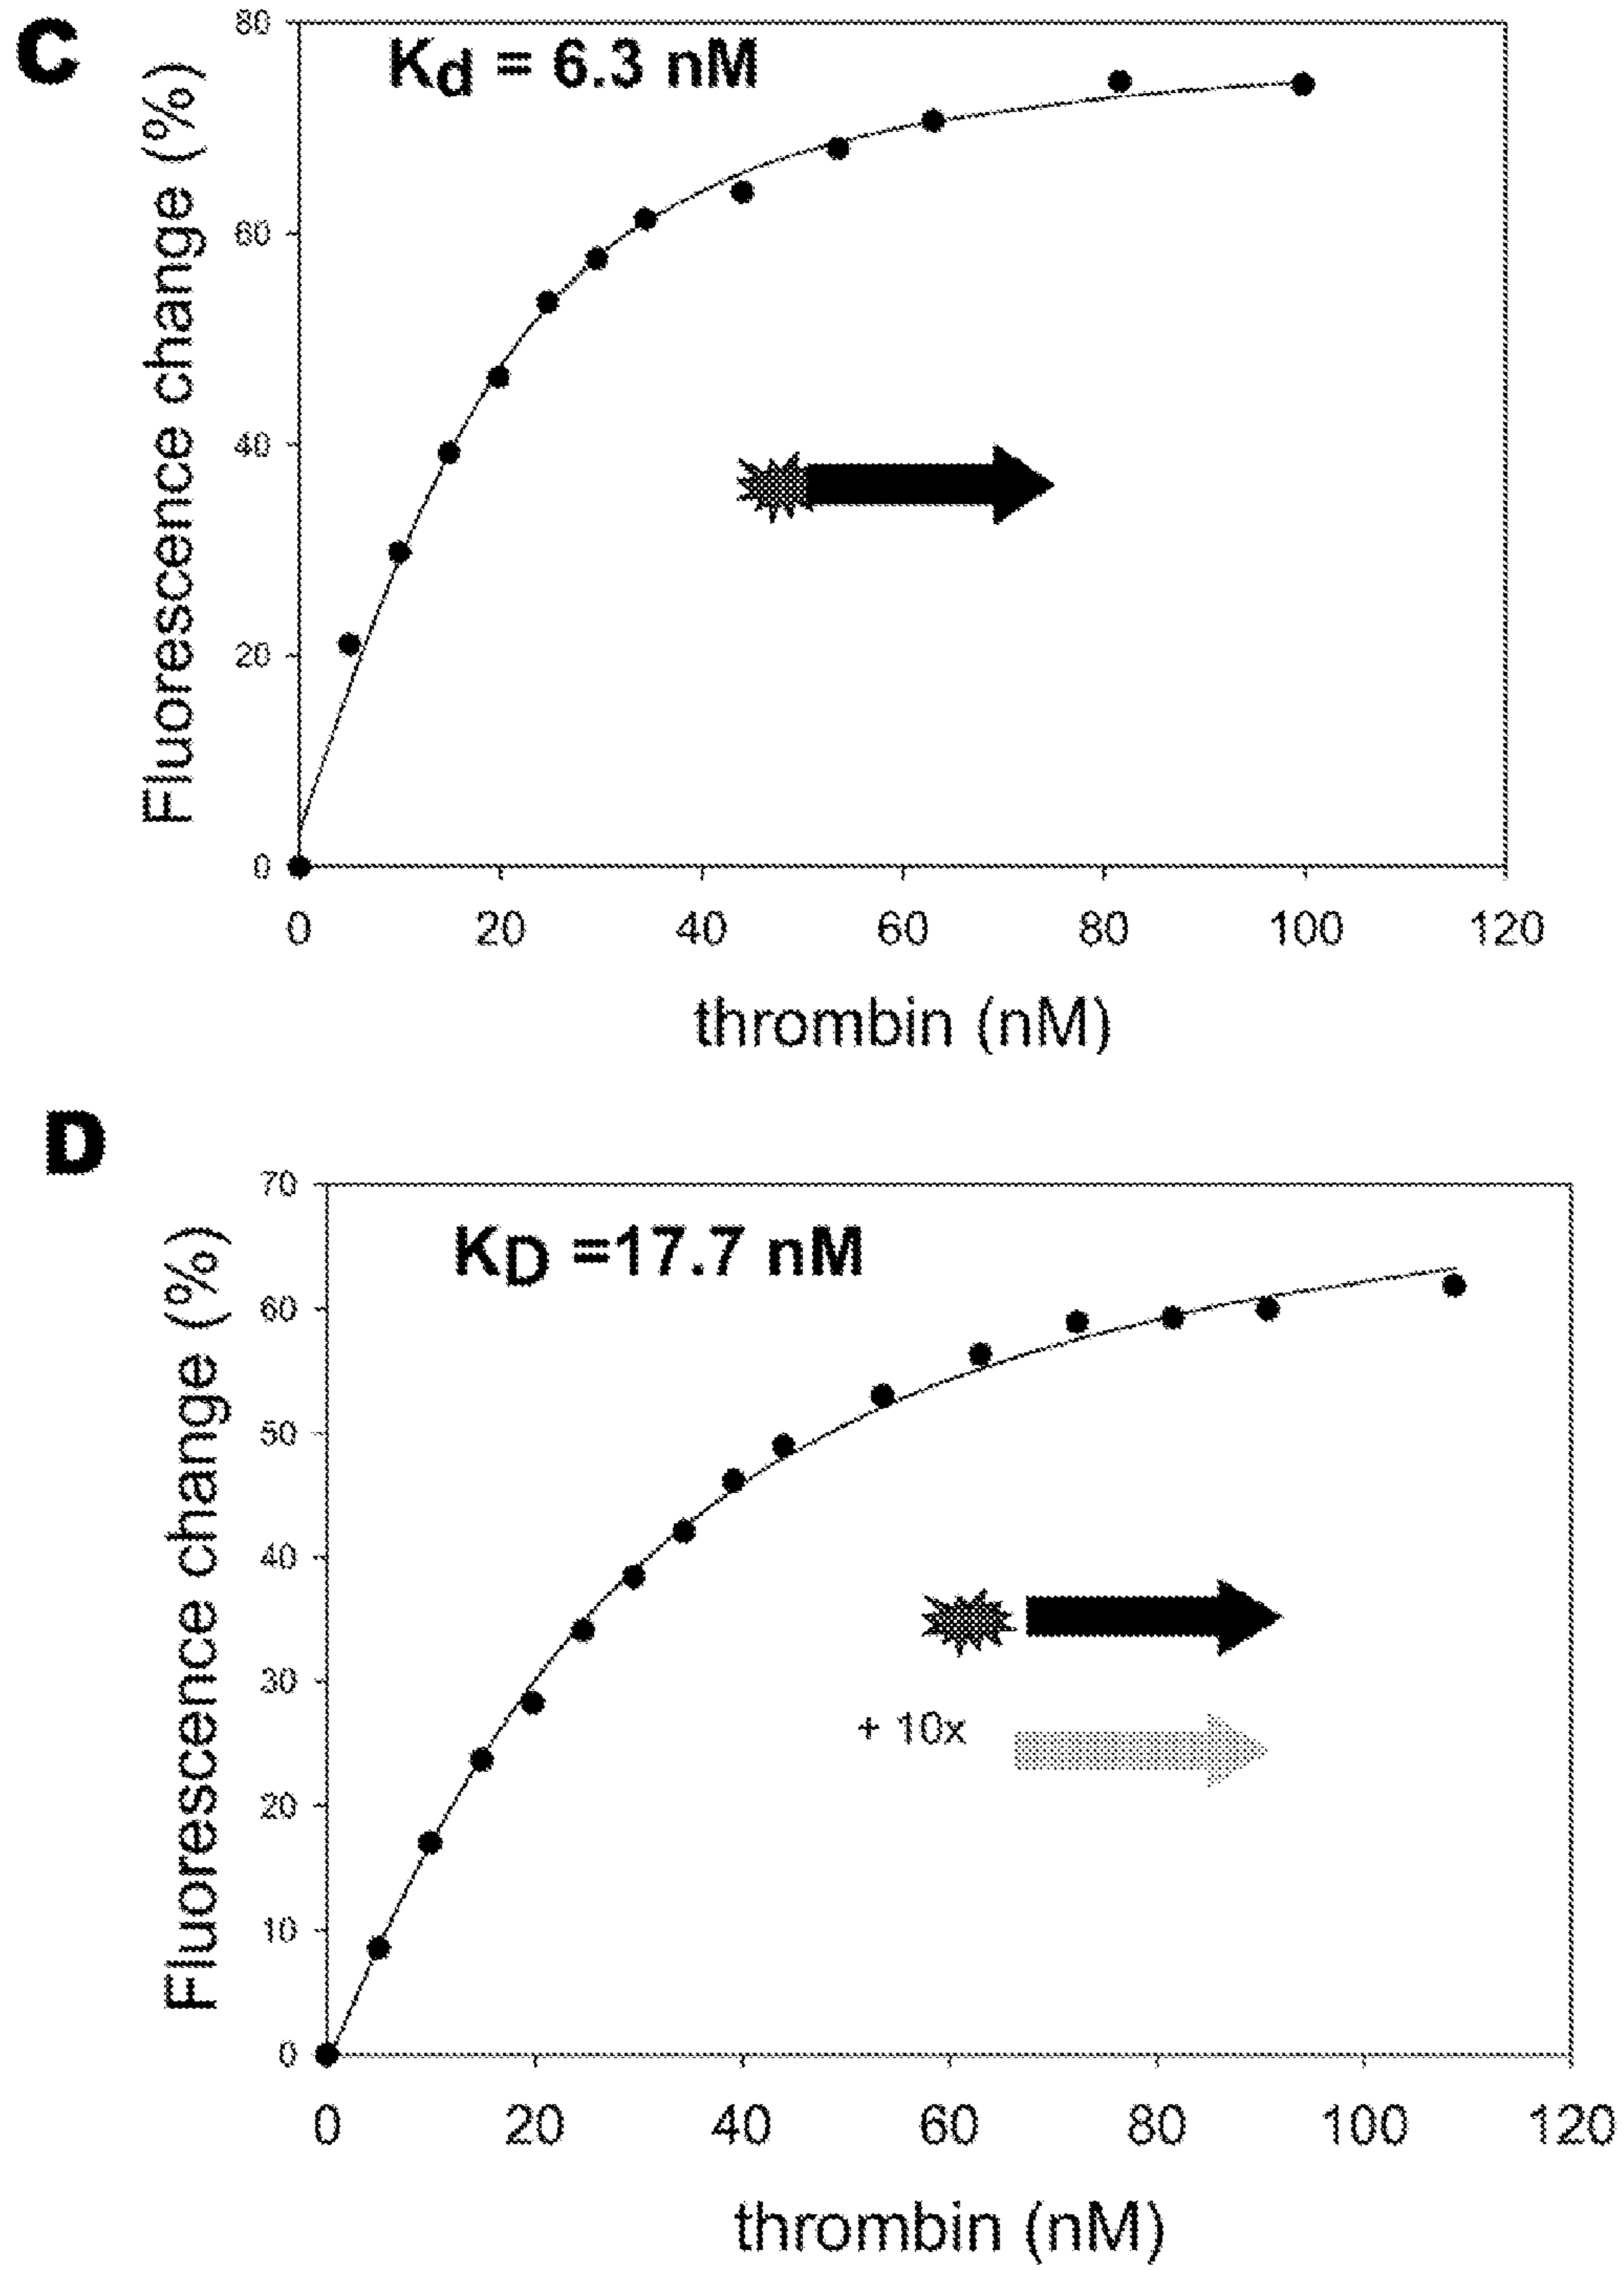 C
Kd = 6.3 nM
Fluorescence change (%)
80
60
40
20
0
0 20 40 60 80 100 120
thrombin (nM)
D
KD =17.7 nM
Fluorescence change (%)
70
60
50
40
30
20
10
0
+ 10x
0 20 40 60 80 100 120
thrombin (nM)